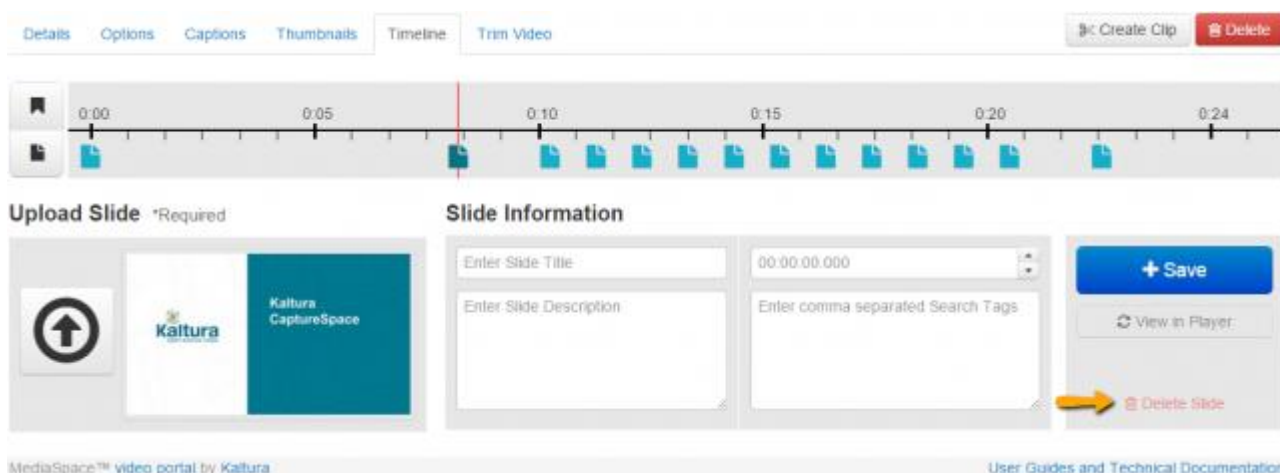 Details Options Captions Thumbnails Timeline Trim Video Create Clip Delete
0:00 0:05 0:10 0:15 0:20 0:24
Upload Slide *Required Slide Information
Enter Slide Title 00:00:00.000 + Save
Enter Slide Description Enter comma separated Search Tags View in Player
Kaltura
Kaltura
CaptureSpace
Delete Slide
MediaSpace™ video portal by Kaltura User Guides and Technical Documentation